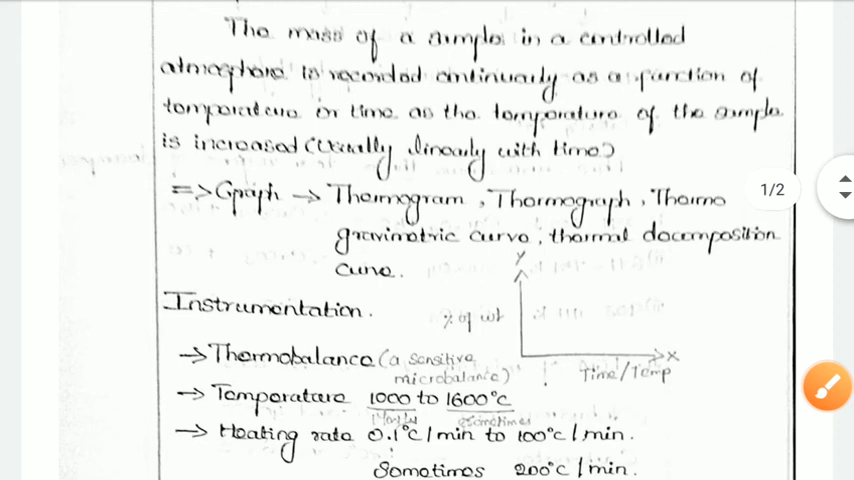 The mass of a sample in a controlled
atmosphere is recorded continuously as a function of
temperature or time as the temperature of the sample
is increased (Usually linearly with time)
=> Graph → Thermogram, Thermograph, Thermo
1/2
gravimetric curve, thermal decomposition
curve.
Y
Instrumentation.
% of wt
→ Thermobalance (a sensitive
microbalance)
X
Time/Temp
→ Temperature 1000 to 1600°c
sometimes
→ Heating rate 0.1°c/min to 100°c/min.
Sometimes 200°c/min.